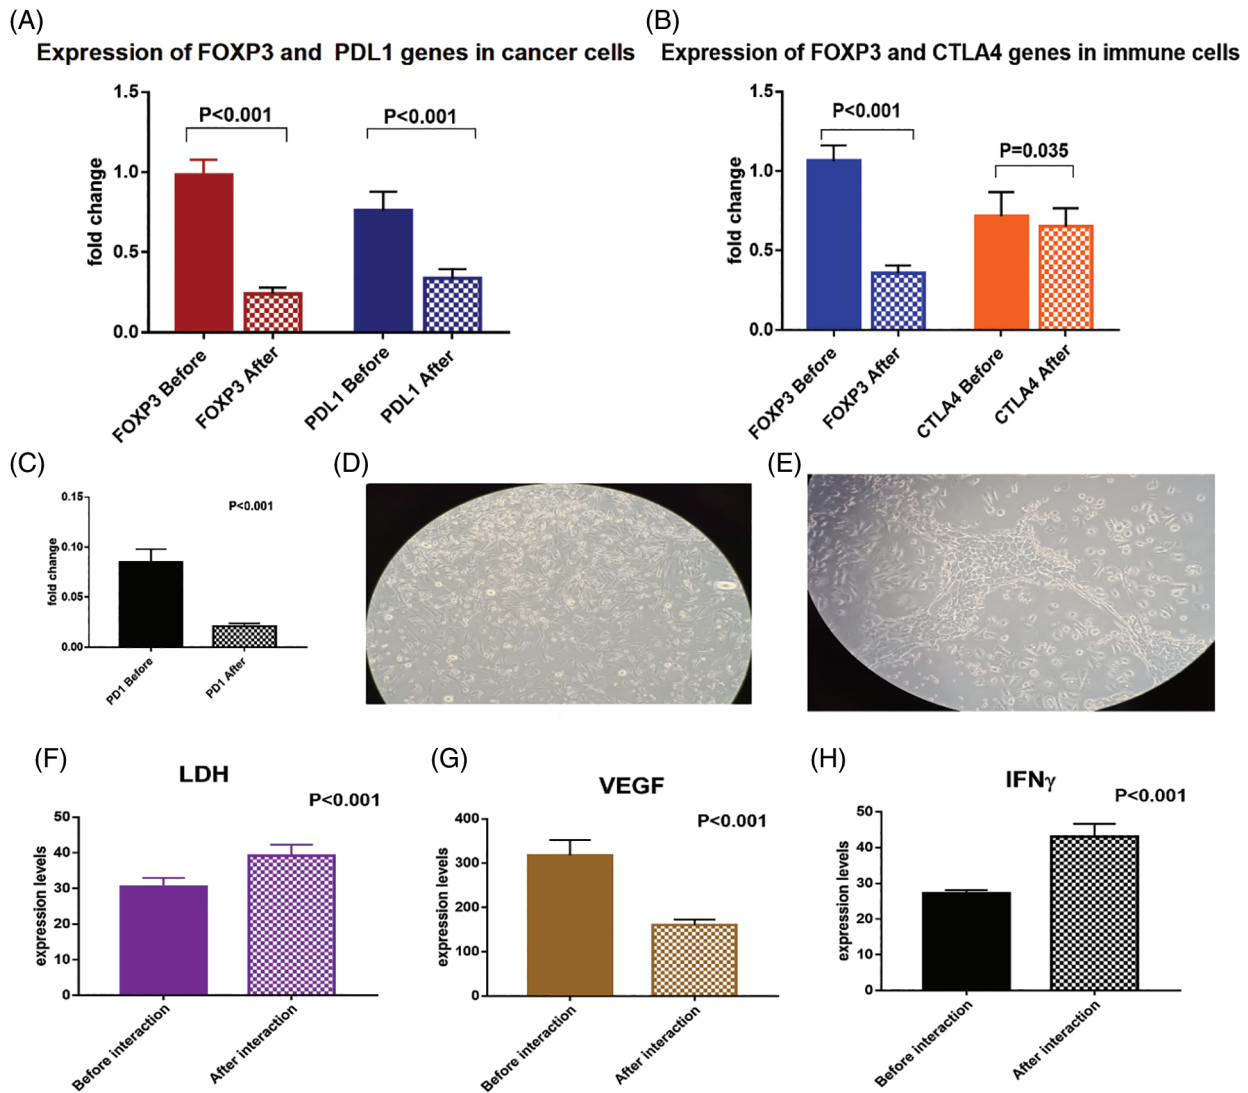 (A)
Expression of FOXP3 and PDL1 genes in cancer cells
fold change
1.5
1.0
0.5
0.0
P<0.001
P<0.001
FOXP3 Before
FOXP3 After
PDL1 Before
PDL1 After
(B)
Expression of FOXP3 and CTLA4 genes in immune cells
fold change
1.5
1.0
0.5
0.0
P<0.001
P=0.035
FOXP3 Before
FOXP3 After
CTLA4 Before
CTLA4 After
(C)
fold change
0.15
0.10
0.05
0.00
P<0.001
PD1 Before
PD1 After
(D)
(E)
(F)
LDH
P<0.001
expression levels
50
40
30
20
10
0
Before interaction
After interaction
(G)
VEGF
P<0.001
expression levels
400
300
200
100
0
Before interaction
After interaction
(H)
IFNγ
P<0.001
expression levels
50
40
30
20
10
0
Before interaction
After interaction